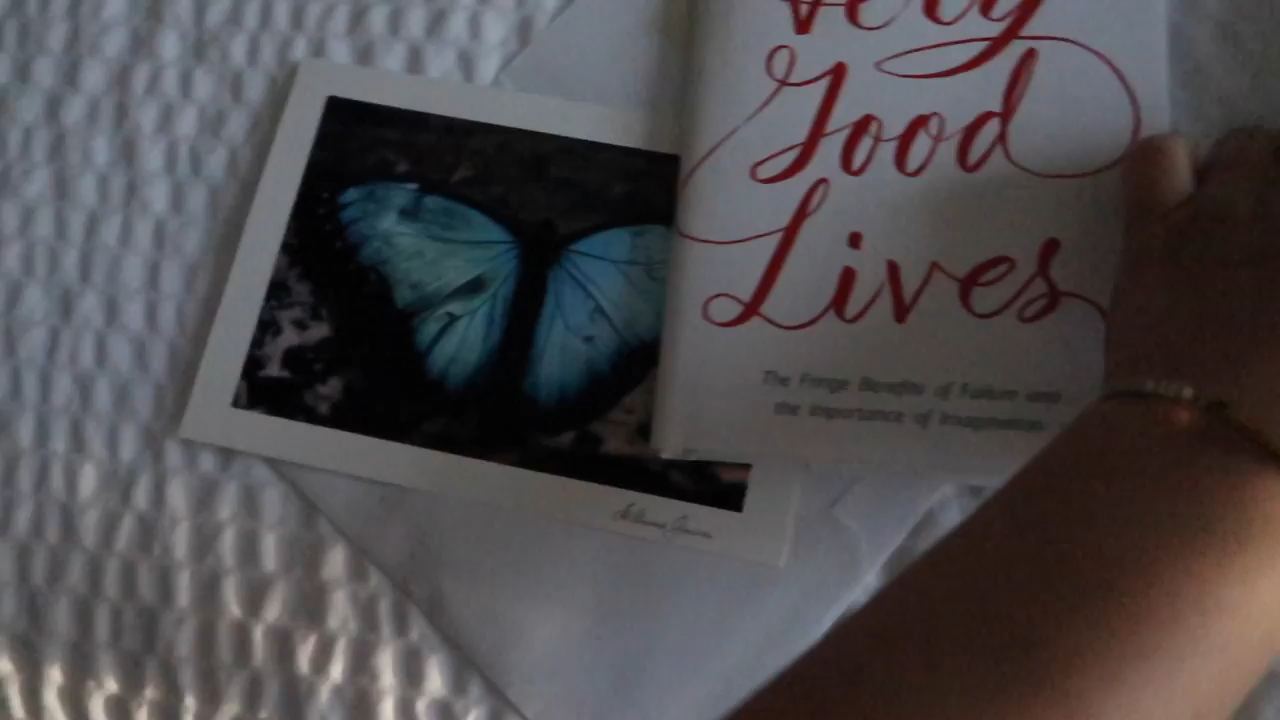 Very
Good
Lives
The Fringe Benefits of Failure and
the Importance of Imagination